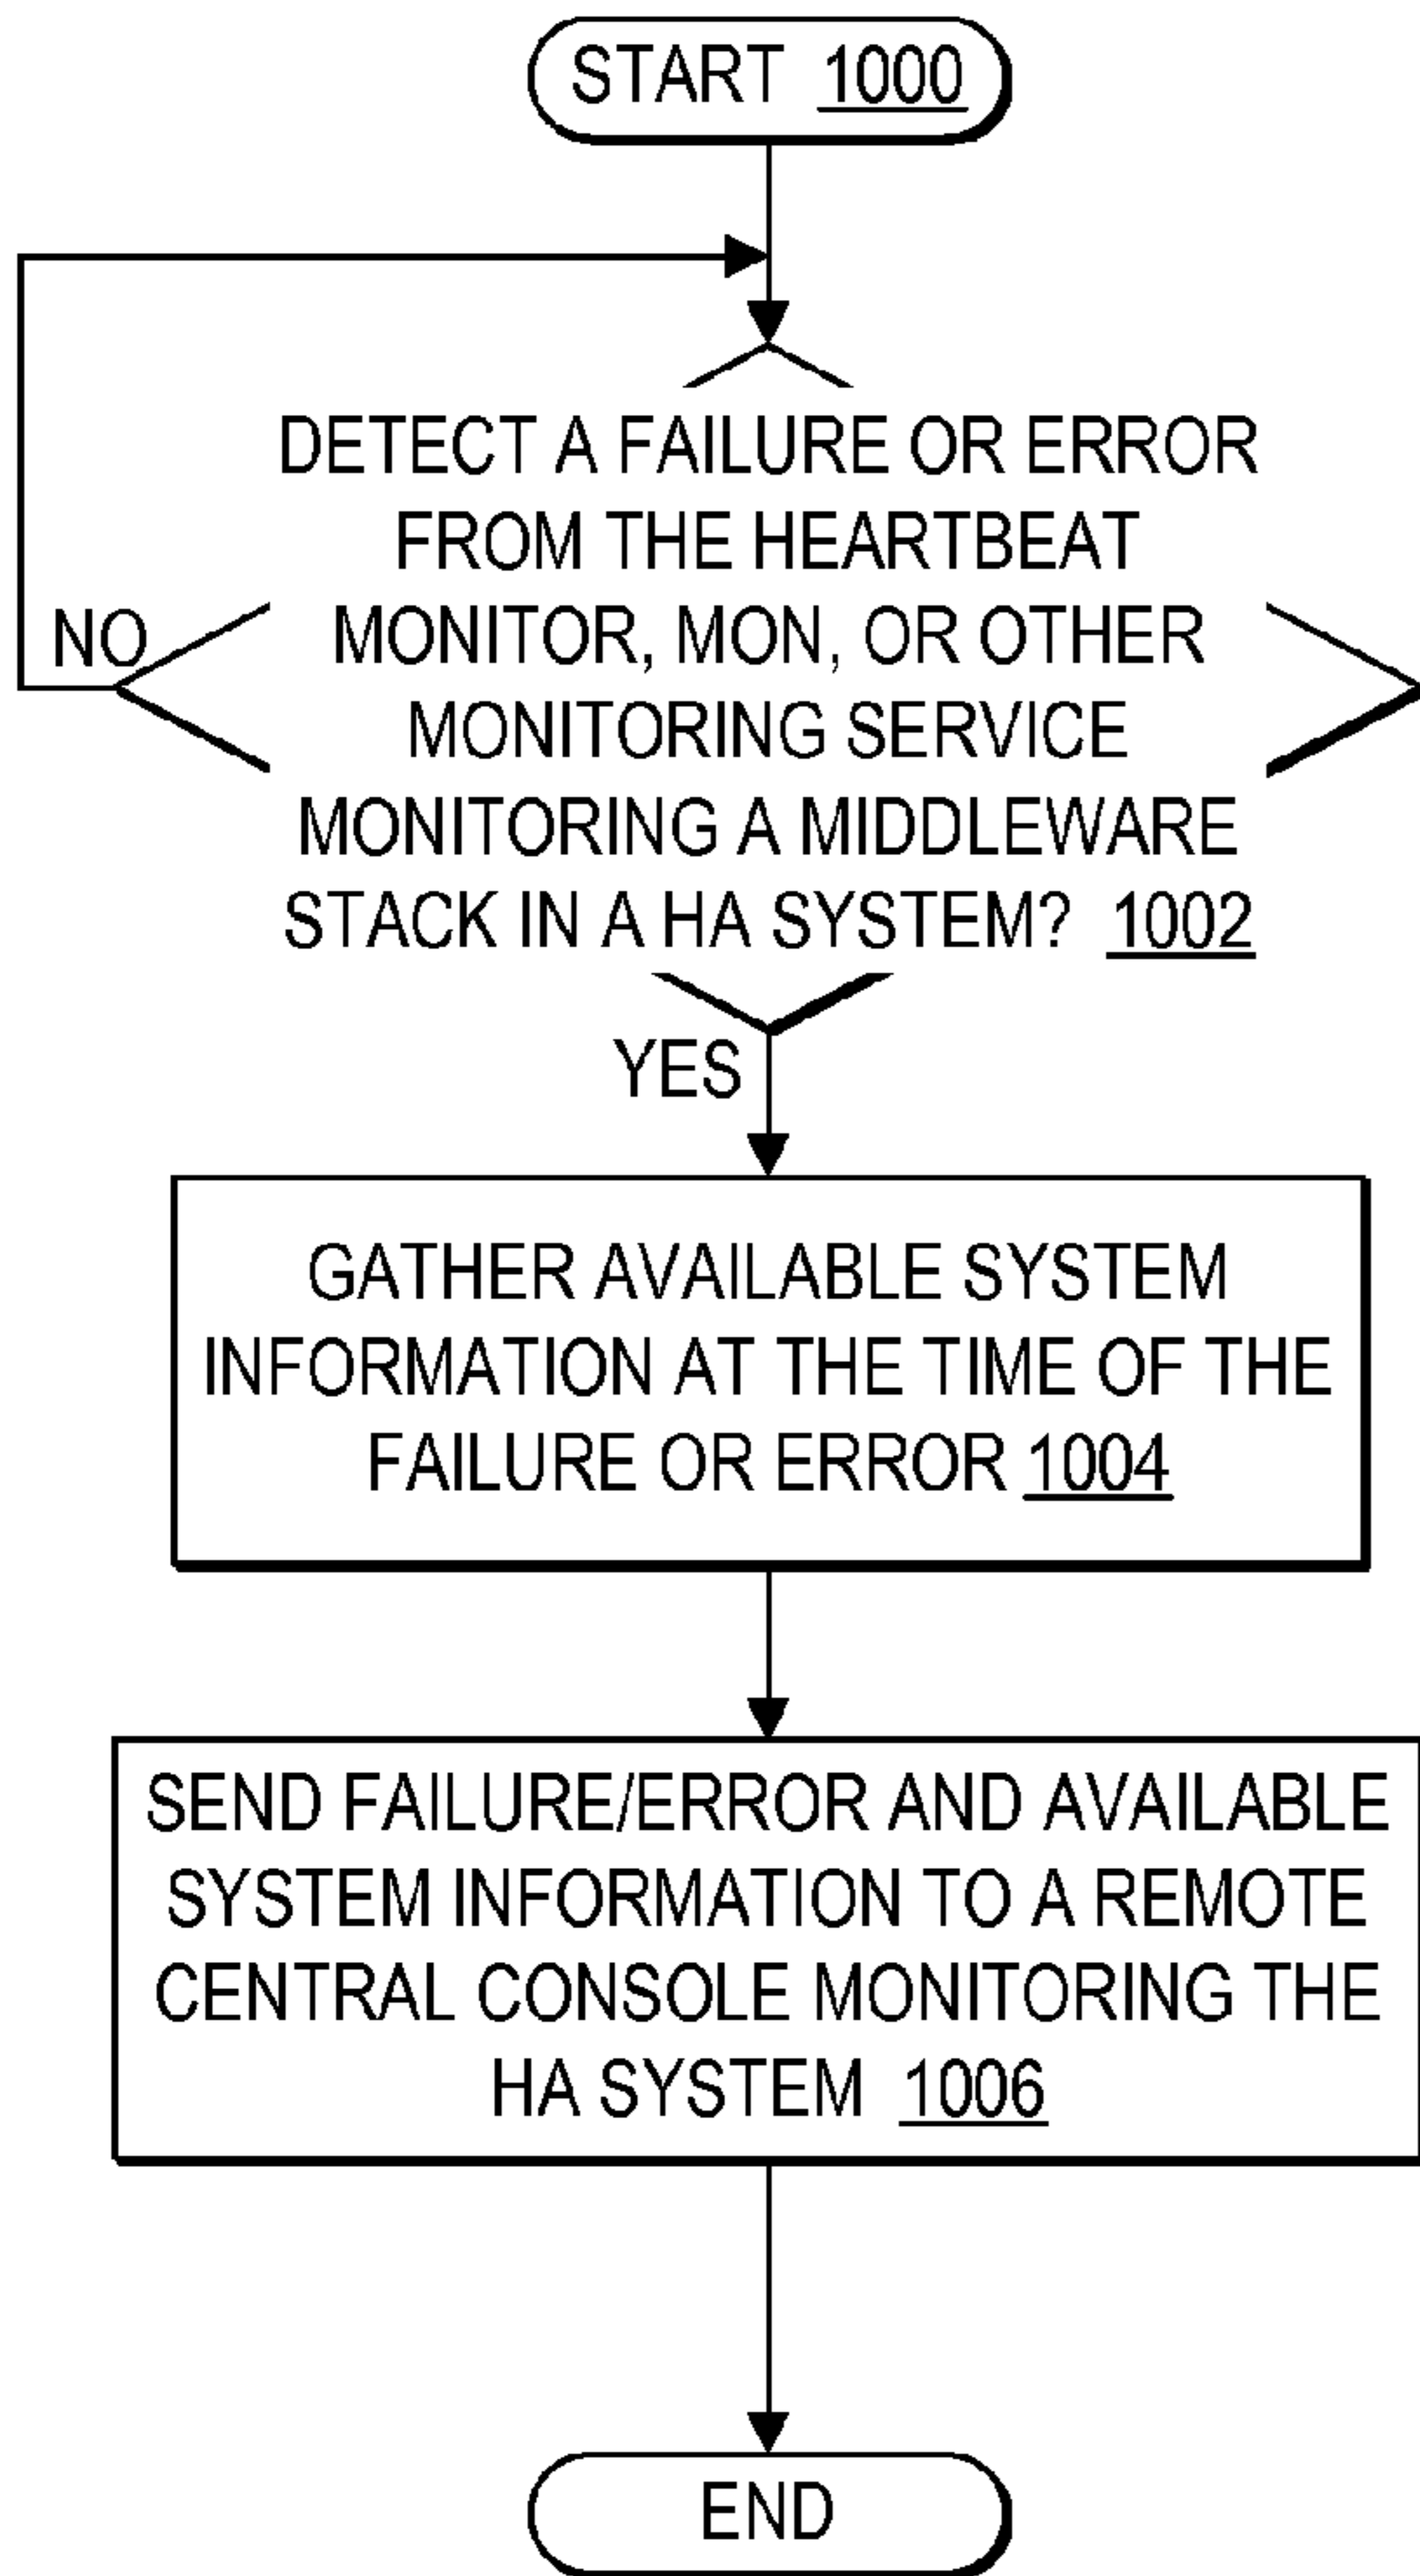 START 1000
DETECT A FAILURE OR ERROR
FROM THE HEARTBEAT
MONITOR, MON, OR OTHER
MONITORING SERVICE
MONITORING A MIDDLEWARE
STACK IN A HA SYSTEM? 1002
NO
YES
GATHER AVAILABLE SYSTEM
INFORMATION AT THE TIME OF THE
FAILURE OR ERROR 1004
SEND FAILURE/ERROR AND AVAILABLE
SYSTEM INFORMATION TO A REMOTE
CENTRAL CONSOLE MONITORING THE
HA SYSTEM 1006
END